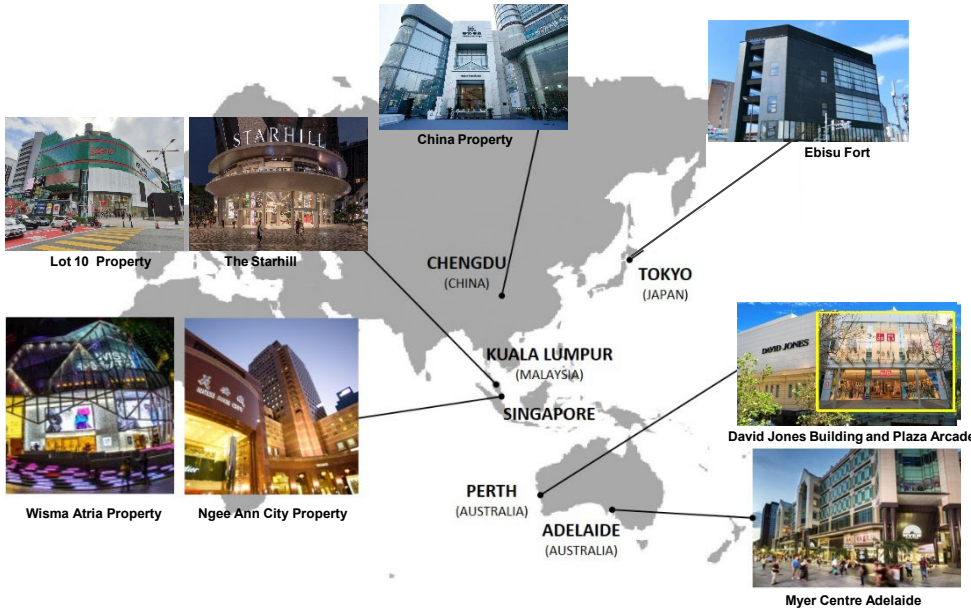 China Property
Ebisu Fort
STARHILL
Lot 10 Property
The Starhill
CHENGDU
(CHINA)
TOKYO
(JAPAN)
DAVID JONES
KUALA LUMPUR
(MALAYSIA)
SINGAPORE
David Jones Building and Plaza Arcade
Wisma Atria Property
Ngee Ann City Property
PERTH
(AUSTRALIA)
ADELAIDE
(AUSTRALIA)
Myer Centre Adelaide